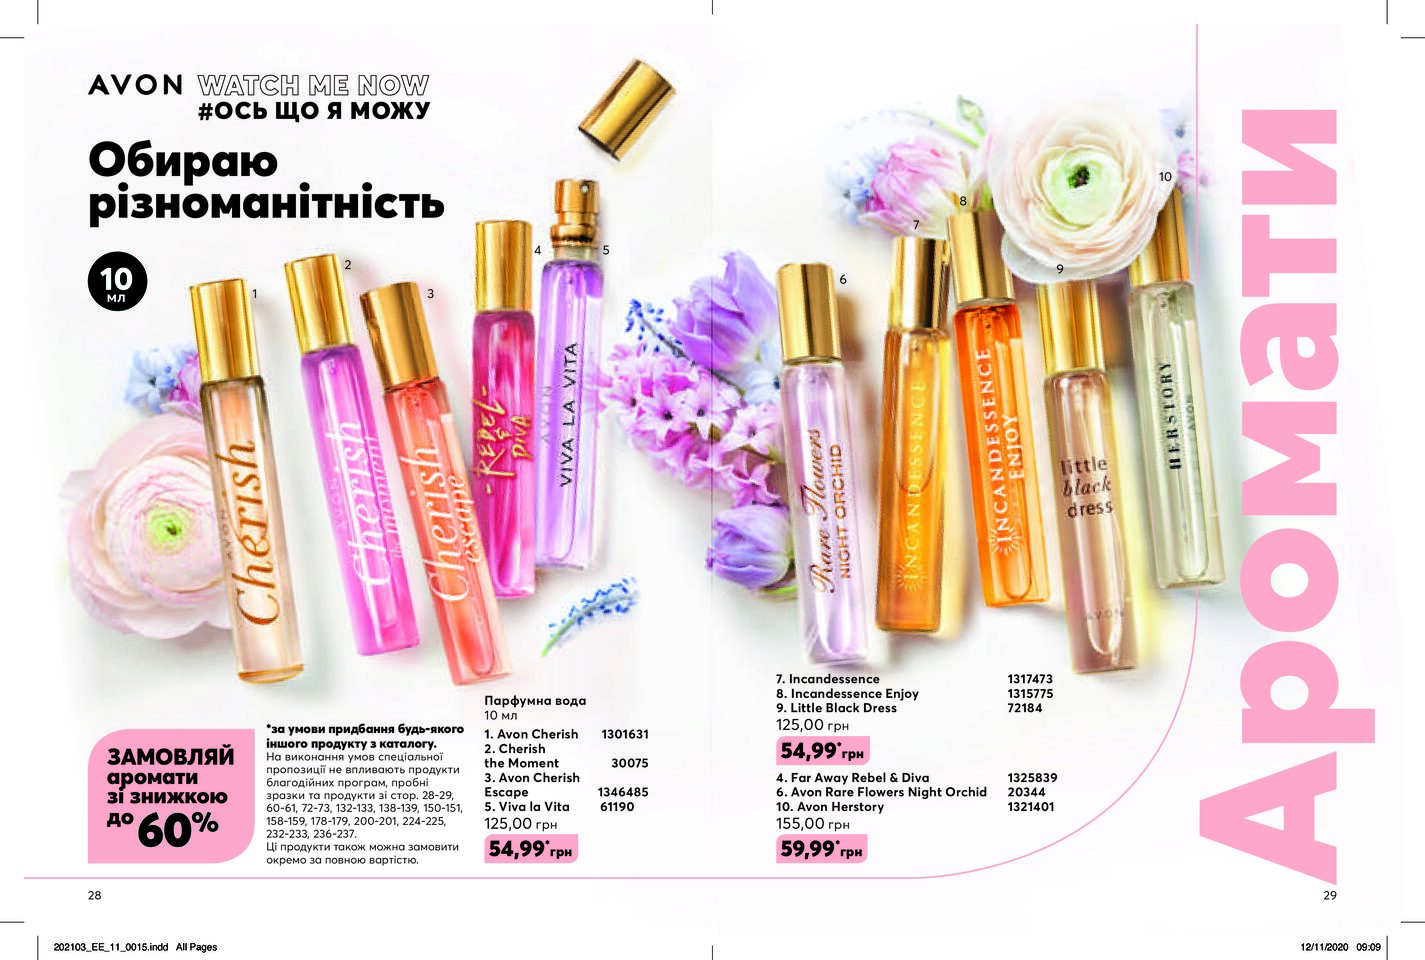 AVON WATCH ME NOW
#ОСЬ ЩО Я МОЖУ
Обираю
різноманітність
10
МЛ
1
2
3
4
5
AVON
Cherish
AVON
Cherish
the moment
Cherish
escape
REBEL
&
DIVA
AVON
VIVA LA VITA
ЗАМОВЛЯЙ
аромати
зі знижкою
до 60%
*за умови придбання будь-якого
іншого продукту з каталогу.
На виконання умов спеціальної
пропозиції не впливають продукти
благодійних програм, пробні
зразки та продукти зі стор. 28-29,
60-61, 72-73, 132-133, 138-139, 150-151,
158-159, 178-179, 200-201, 224-225,
232-233, 236-237.
Ці продукти також можна замовити
окремо за повною вартістю.
Парфумна вода
10 мл
1. Avon Cherish 1301631
2. Cherish
the Moment 30075
3. Avon Cherish
Escape 1346485
5. Viva la Vita 61190
125,00 грн
54,99* грн
28
6
7
8
9
10
Rare Flowers
NIGHT ORCHID
INCANDESSENCE
INCANDESSENCE
ENJOY
little
black
dress
AVON
HERSTORY
AVON
7. Incandessence 1317473
8. Incandessence Enjoy 1315775
9. Little Black Dress 72184
125,00 грн
54,99* грн
4. Far Away Rebel & Diva 1325839
6. Avon Rare Flowers Night Orchid 20344
10. Avon Herstory 1321401
155,00 грн
59,99* грн
Аромати
29
202103_EE_11_0015.indd All Pages
12/11/2020 09:09